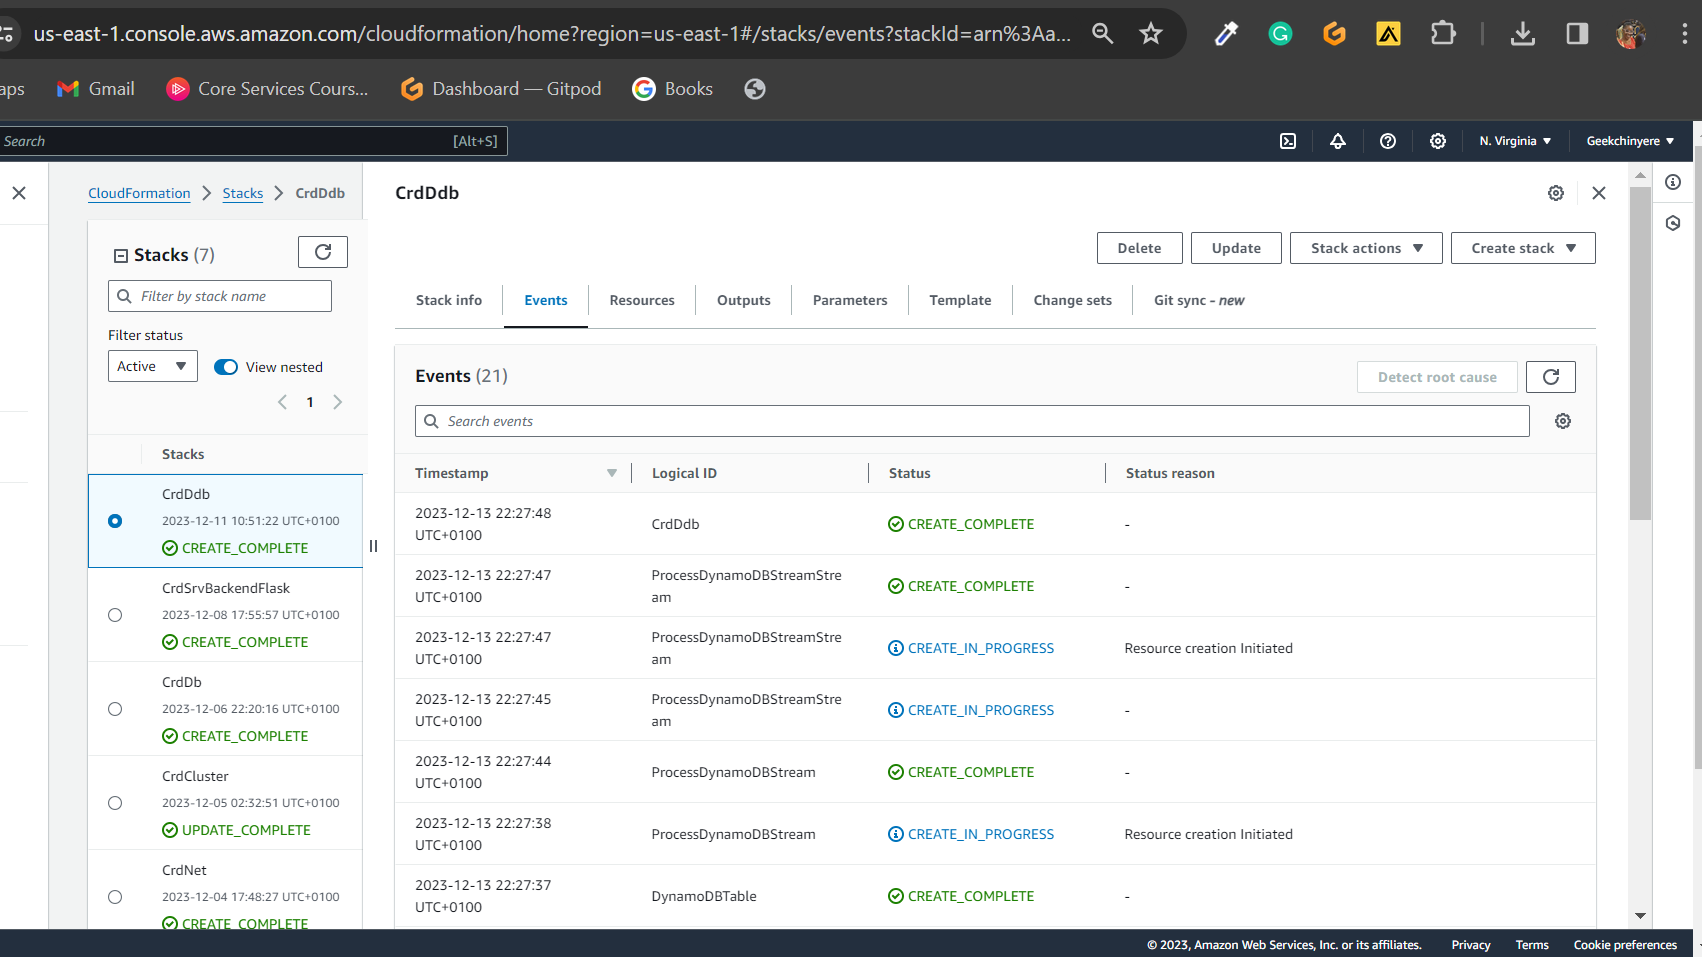 us-east-1.console.aws.amazon.com/cloudformation/home?region=us-east-1#/stacks/events?stackId=arn%3Aa...
aps
Gmail
Core Services Cours...
Dashboard — Gitpod
Books
Search
[Alt+S]
N. Virginia
Geekchinyere
CloudFormation
Stacks
CrdDdb
Stacks (7)
Filter by stack name
Filter status
Active
View nested
1
Stacks
CrdDdb
2023-12-11 10:51:22 UTC+0100
CREATE_COMPLETE
CrdSrvBackendFlask
2023-12-08 17:55:57 UTC+0100
CREATE_COMPLETE
CrdDb
2023-12-06 22:20:16 UTC+0100
CREATE_COMPLETE
CrdCluster
2023-12-05 02:32:51 UTC+0100
UPDATE_COMPLETE
CrdNet
2023-12-04 17:48:27 UTC+0100
CREATE_COMPLETE
CrdDdb
Delete
Update
Stack actions
Create stack
Stack info
Events
Resources
Outputs
Parameters
Template
Change sets
Git sync - new
Events (21)
Detect root cause
Search events
Timestamp
Logical ID
Status
Status reason
2023-12-13 22:27:48
UTC+0100
CrdDdb
CREATE_COMPLETE
-
2023-12-13 22:27:47
UTC+0100
ProcessDynamoDBStreamStre
am
CREATE_COMPLETE
-
2023-12-13 22:27:47
UTC+0100
ProcessDynamoDBStreamStre
am
CREATE_IN_PROGRESS
Resource creation Initiated
2023-12-13 22:27:45
UTC+0100
ProcessDynamoDBStreamStre
am
CREATE_IN_PROGRESS
-
2023-12-13 22:27:44
UTC+0100
ProcessDynamoDBStream
CREATE_COMPLETE
-
2023-12-13 22:27:38
UTC+0100
ProcessDynamoDBStream
CREATE_IN_PROGRESS
Resource creation Initiated
2023-12-13 22:27:37
UTC+0100
DynamoDBTable
CREATE_COMPLETE
-
© 2023, Amazon Web Services, Inc. or its affiliates.
Privacy
Terms
Cookie preferences